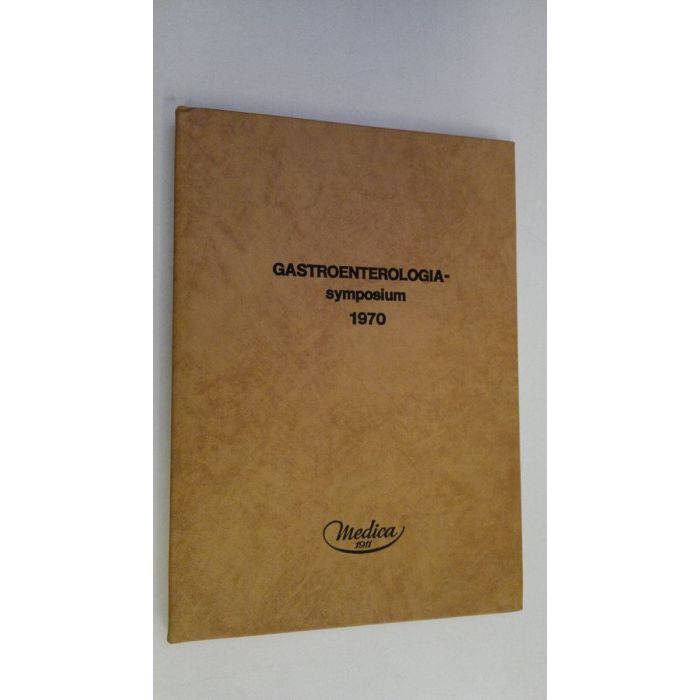 GASTROENTEROLOGIA-
symposium
1970
Medica
1911